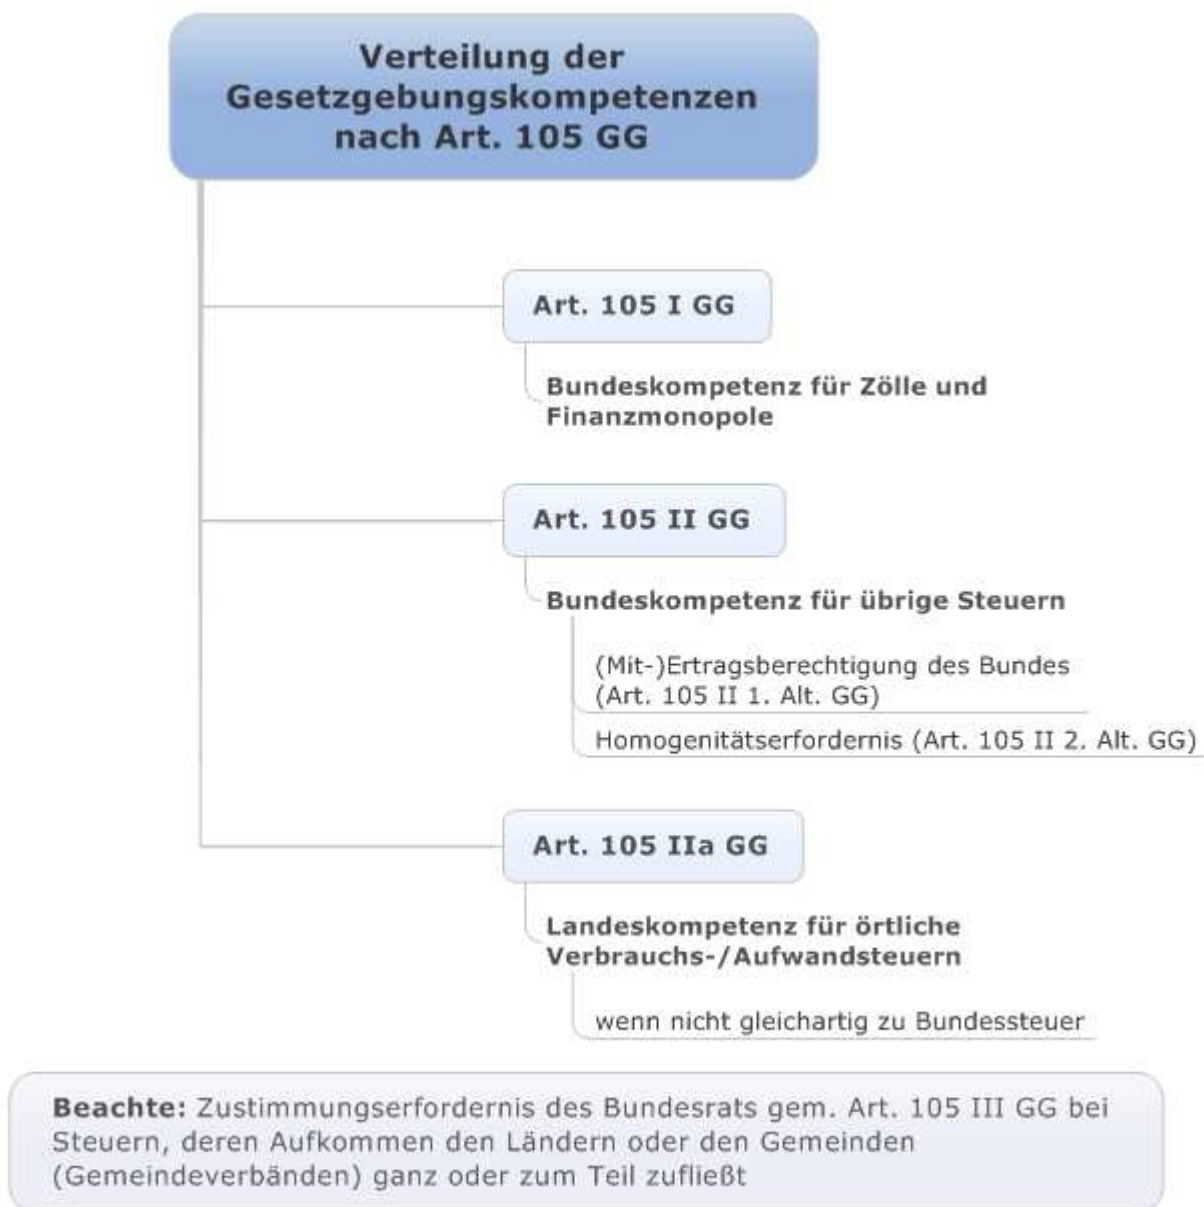 Verteilung der
Gesetzgebungskompetenzen
nach Art. 105 GG
Art. 105 I GG
Bundeskompetenz für Zölle und
Finanzmonopole
Art. 105 II GG
Bundeskompetenz für übrige Steuern
(Mit-)Ertragsberechtigung des Bundes
(Art. 105 II 1. Alt. GG)
Homogenitätserfordernis (Art. 105 II 2. Alt. GG)
Art. 105 IIa GG
Landeskompetenz für örtliche
Verbrauchs-/Aufwandsteuern
wenn nicht gleichartig zu Bundessteuer
Beachte: Zustimmungserfordernis des Bundesrats gem. Art. 105 III GG bei
Steuern, deren Aufkommen den Ländern oder den Gemeinden
(Gemeindeverbänden) ganz oder zum Teil zufließt